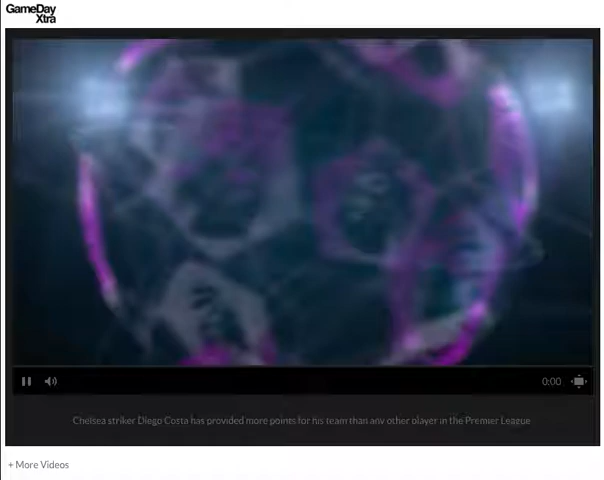 GameDay
Xtra
0:00
Chelsea striker Diego Costa has provided more points for his team than any other player in the Premier League
+ More Videos